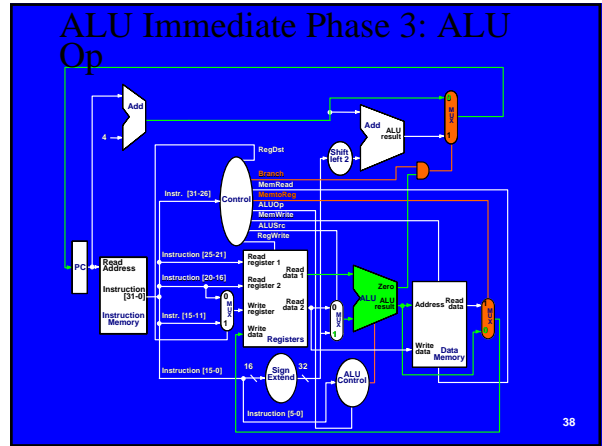 ALU Immediate Phase 3: ALU
Op
Add
4
Add
ALU
result
0
M
U
X
1
Shift
left 2
RegDst
Branch
MemRead
MemtoReg
ALUOp
MemWrite
ALUSrc
RegWrite
Control
Instr. [31-26]
PC
Read
Address
Instruction
[31-0]
Instruction
Memory
Instruction [25-21]
Instruction [20-16]
Instr. [15-11]
0
M
U
X
1
Read
register 1
Read
register 2
Write
register
Write
data
Read
data 1
Read
data 2
Registers
0
M
U
X
1
Zero
ALU
ALU
result
Address
Read
data
Write
data
Data
Memory
1
M
U
X
0
Instruction [15-0]
16
Sign
Extend
32
ALU
Control
Instruction [5-0]
38